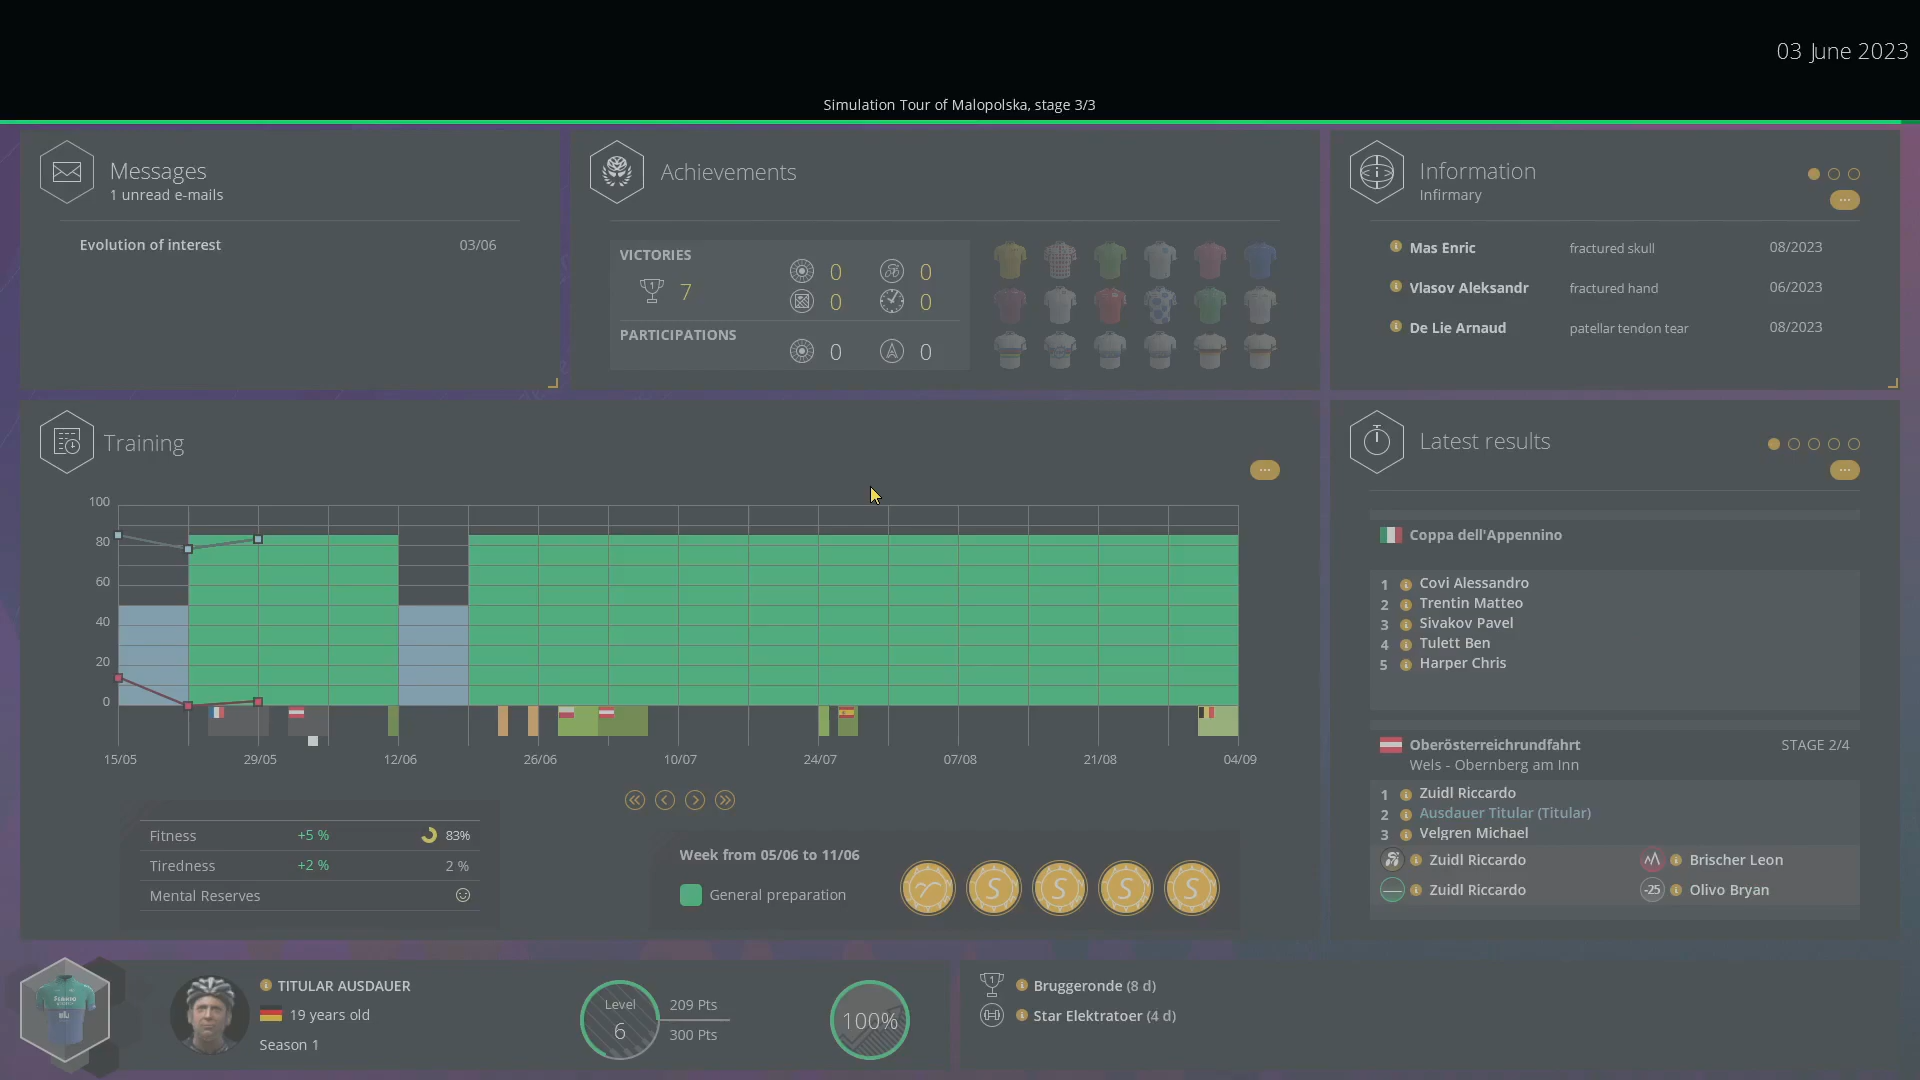 03 June 2023
Simulation Tour of Malopolska, stage 3/3
Messages
1 unread e-mails
Evolution of interest 03/06
Achievements
VICTORIES
7 0 0
0 0
PARTICIPATIONS
0 0
Information
Infirmary
Mas Enric fractured skull 08/2023
Vlasov Aleksandr fractured hand 06/2023
De Lie Arnaud patellar tendon tear 08/2023
Training
100
80
60
40
20
0
15/05 29/05 12/06 26/06 10/07 24/07 07/08 21/08 04/09
Fitness +5 % 83%
Tiredness +2 % 2 %
Mental Reserves
Week from 05/06 to 11/06
General preparation
S S S S
Latest results
Coppa dell'Appennino
1 Covi Alessandro
2 Trentin Matteo
3 Sivakov Pavel
4 Tulett Ben
5 Harper Chris
Oberösterreichrundfahrt STAGE 2/4
Wels - Obernberg am Inn
1 Zuidl Riccardo
2 Ausdauer Titular (Titular)
3 Velgren Michael
Zuidl Riccardo Brischer Leon
Zuidl Riccardo -25 Olivo Bryan
TITULAR AUSDAUER
19 years old
Season 1
Level
6
209 Pts
300 Pts
100%
Bruggeronde (8 d)
Star Elektratoer (4 d)